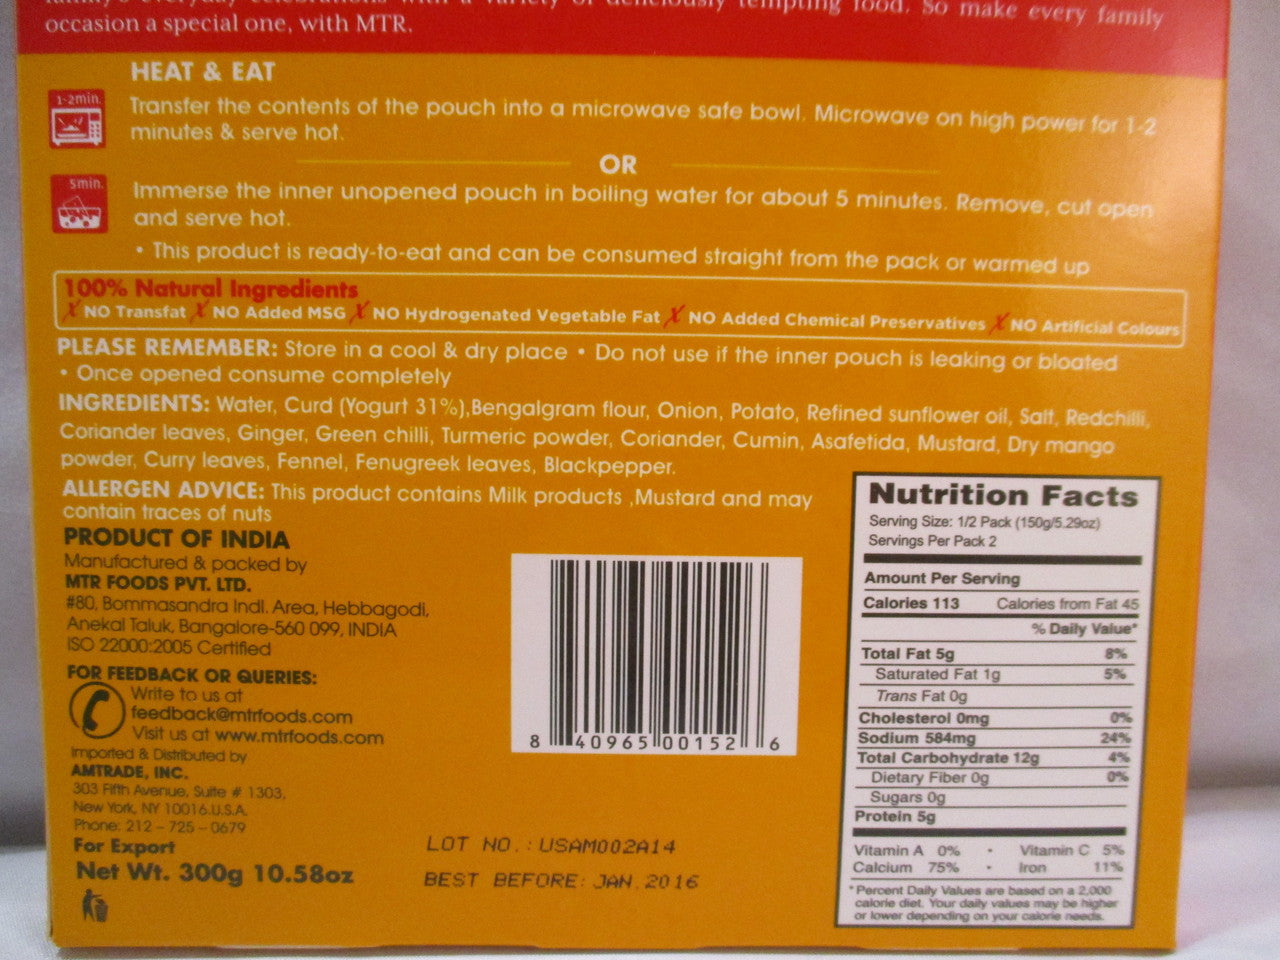 family's everyday celebrations with a variety of deliciously tempting food. So make every family
occasion a special one, with MTR.
HEAT & EAT
1-2min.
Transfer the contents of the pouch into a microwave safe bowl. Microwave on high power for 1-2
minutes & serve hot.
OR
5min.
Immerse the inner unopened pouch in boiling water for about 5 minutes. Remove, cut open
and serve hot.
• This product is ready-to-eat and can be consumed straight from the pack or warmed up
100% Natural Ingredients
X NO Transfat X NO Added MSG X NO Hydrogenated Vegetable Fat X NO Added Chemical Preservatives X NO Artificial Colours
PLEASE REMEMBER: Store in a cool & dry place • Do not use if the inner pouch is leaking or bloated
• Once opened consume completely
INGREDIENTS: Water, Curd (Yogurt 31%),Bengalgram flour, Onion, Potato, Refined sunflower oil, Salt, Redchilli,
Coriander leaves, Ginger, Green chilli, Turmeric powder, Coriander, Cumin, Asafetida, Mustard, Dry mango
powder, Curry leaves, Fennel, Fenugreek leaves, Blackpepper.
ALLERGEN ADVICE: This product contains Milk products ,Mustard and may
contain traces of nuts
PRODUCT OF INDIA
Manufactured & packed by
MTR FOODS PVT. LTD.
#80, Bommasandra Indl. Area, Hebbagodi,
Anekal Taluk, Bangalore-560 099, INDIA
ISO 22000:2005 Certified
FOR FEEDBACK OR QUERIES:
Write to us at
feedback@mtrfoods.com
Visit us at www.mtrfoods.com
Imported & Distributed by
AMTRADE, INC.
303 Fifth Avenue, Suite # 1303,
New York, NY 10016.U.S.A.
Phone: 212 - 725 - 0679
For Export
Net Wt. 300g 10.58oz
8 40965 00152 6
LOT NO.: USAM002A14
BEST BEFORE: JAN.2016
Nutrition Facts
Serving Size: 1/2 Pack (150g/5.29oz)
Servings Per Pack 2
Amount Per Serving
Calories 113 Calories from Fat 45
% Daily Value*
Total Fat 5g 8%
Saturated Fat 1g 5%
Trans Fat 0g
Cholesterol 0mg 0%
Sodium 584mg 24%
Total Carbohydrate 12g 4%
Dietary Fiber 0g 0%
Sugars 0g
Protein 5g
Vitamin A 0% • Vitamin C 5%
Calcium 75% • Iron 11%
*Percent Daily Values are based on a 2,000
calorie diet. Your daily values may be higher
or lower depending on your calorie needs.